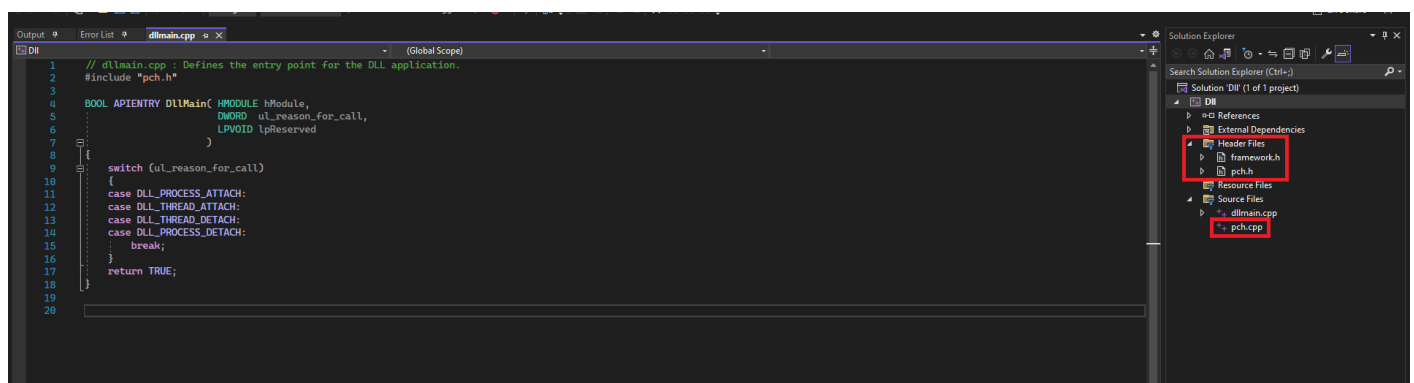 Output
Error List
dllmain.cpp
Dll
(Global Scope)
1 // dllmain.cpp : Defines the entry point for the DLL application.
2 #include "pch.h"
3
4 BOOL APIENTRY DllMain( HMODULE hModule,
5 DWORD ul_reason_for_call,
6 LPVOID lpReserved
7 )
8 {
9 switch (ul_reason_for_call)
10 {
11 case DLL_PROCESS_ATTACH:
12 case DLL_THREAD_ATTACH:
13 case DLL_THREAD_DETACH:
14 case DLL_PROCESS_DETACH:
15 break;
16 }
17 return TRUE;
18 }
19
20
Solution Explorer
Search Solution Explorer (Ctrl+;)
Solution 'Dll' (1 of 1 project)
Dll
References
External Dependencies
Header Files
framework.h
pch.h
Resource Files
Source Files
dllmain.cpp
pch.cpp